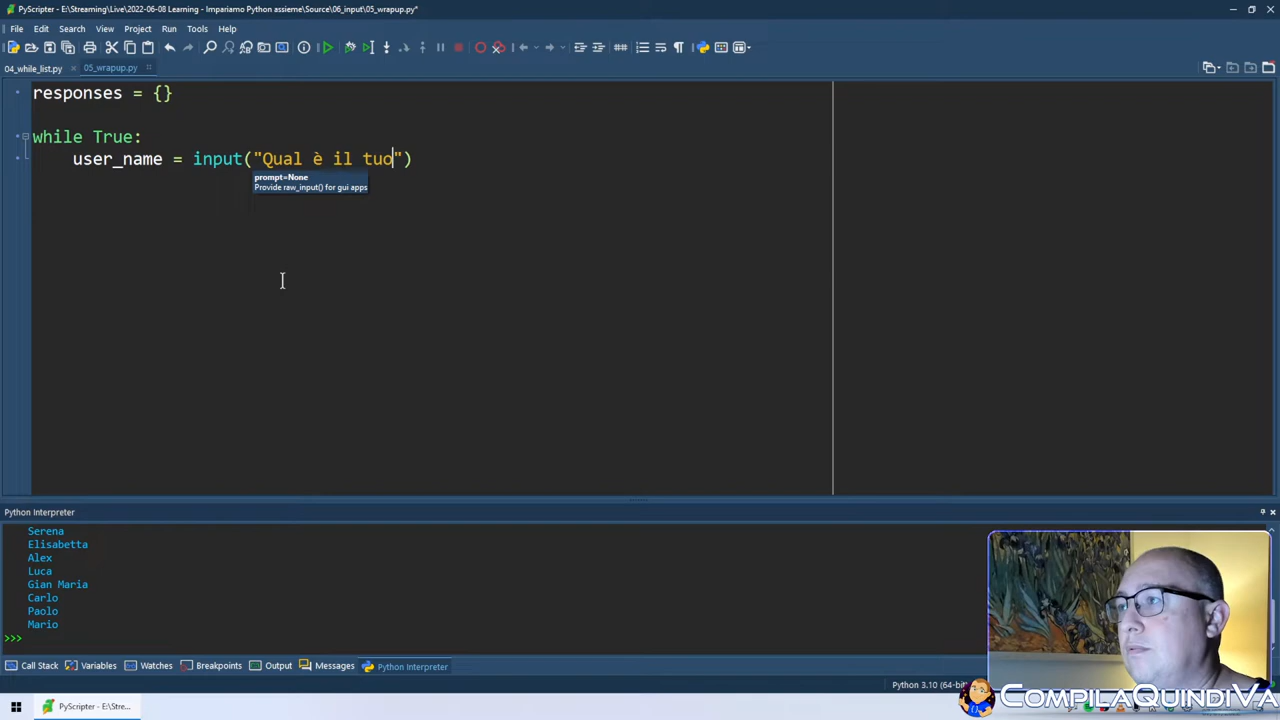 PyScripter - E:\Streaming\Live\2022-06-08 Learning - Impariamo Python assieme\Source\06_input\05_wrapup.py*
File Edit Search View Project Run Tools Help
04_while_list.py 05_wrapup.py
responses = {}
while True:
user_name = input("Qual è il tuo")
prompt=None
Provide raw_input() for gui apps
Python Interpreter
Serena
Elisabetta
Alex
Luca
Gian Maria
Carlo
Paolo
Mario
>>>
Call Stack Variables Watches Breakpoints Output Messages Python Interpreter
Python 3.10 (64-bit)
COMPILAQUINDIVA
PyScripter - E:\Stre...